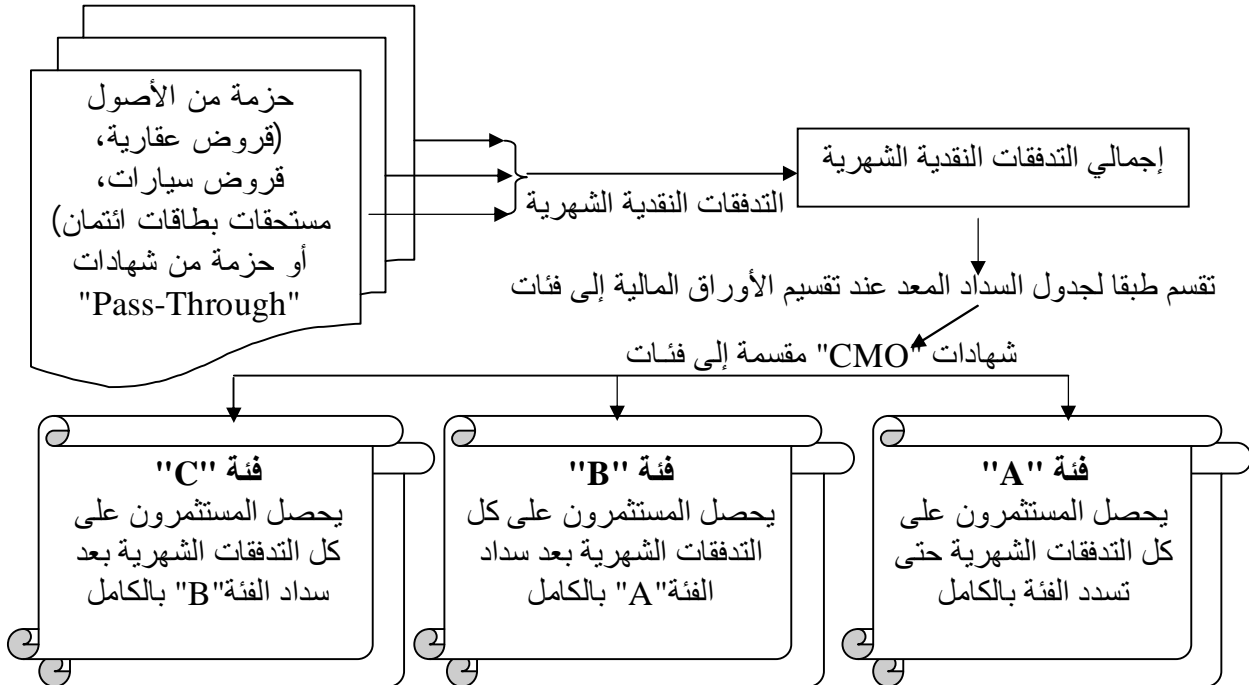 حزمة من الأصول
(قروض عقارية،
قروض سيارات،
مستحقات بطاقات ائتمان)
أو حزمة من شهادات
"Pass-Through"
التدفقات النقدية الشهرية
إجمالي التدفقات النقدية الشهرية
تقسم طبقا لجدول السداد المعد عند تقسيم الأوراق المالية إلى فئات
شهادات "CMO" مقسمة إلى فئـات
فئة "A"
يحصل المستثمرون على
كل التدفقات الشهرية حتى
تسدد الفئة بالكامل
فئة "B"
يحصل المستثمرون على كل
التدفقات الشهرية بعد سداد
الفئة"A" بالكامل
فئة "C"
يحصل المستثمرون على
كل التدفقات الشهرية بعد
سداد الفئة"B" بالكامل